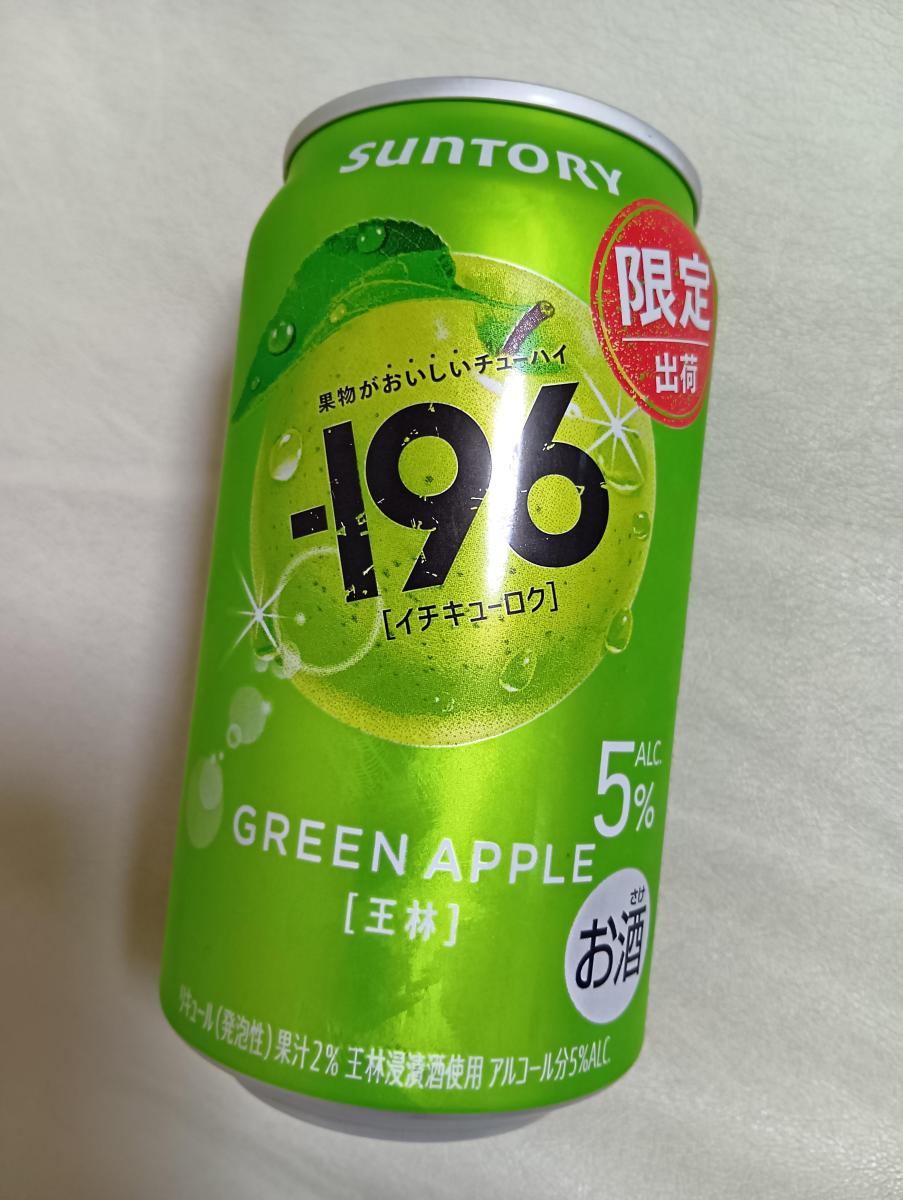 SUNTORY
限定
出荷
果物がおいしいチューハイ
-196
[イチキューロク]
ALC.
5%
GREEN APPLE
[王林]
さけ
お酒
リキュール(発泡性) 果汁2% 王林浸漬酒使用 アルコール分5%ALC.